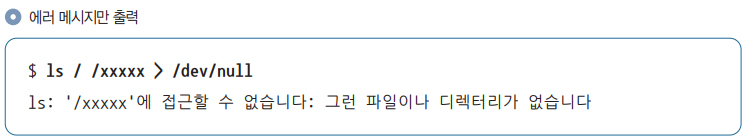 에러 메시지만 출력
$ ls / /xxxxx > /dev/null
ls: '/xxxxx'에 접근할 수 없습니다: 그런 파일이나 디렉터리가 없습니다